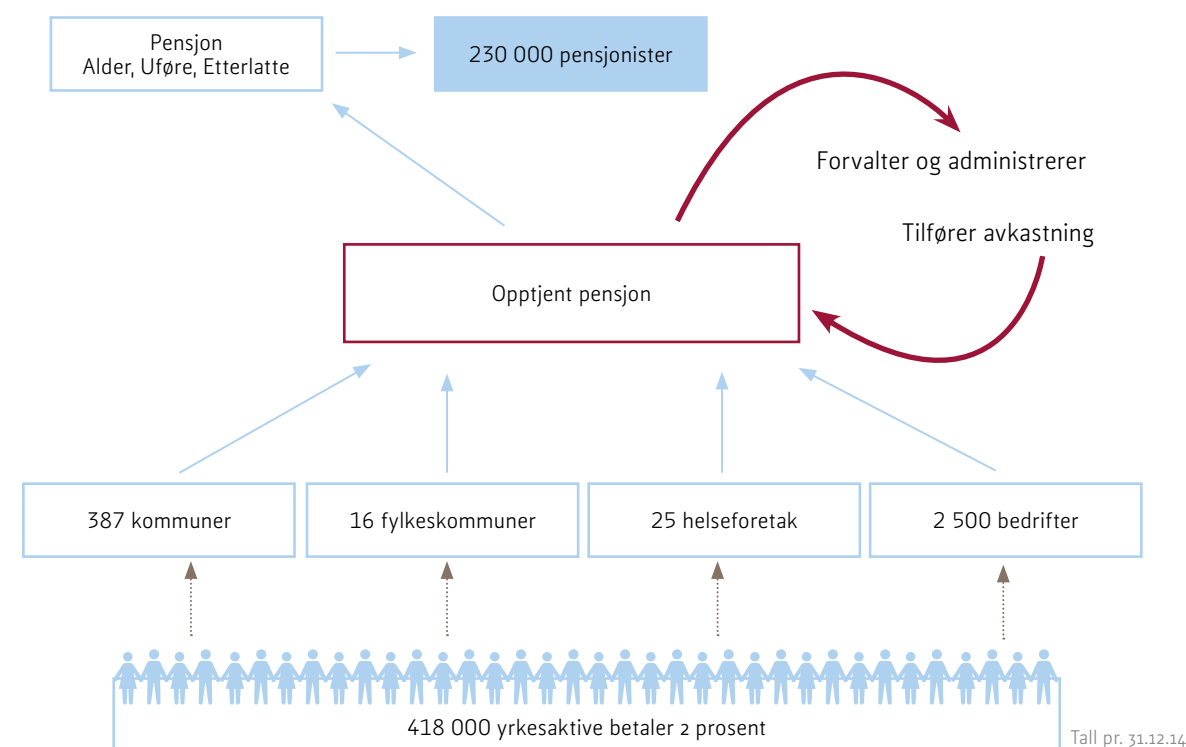 Pensjon
Alder, Uføre, Etterlatte
230 000 pensjonister
Forvalter og administrerer
Tilfører avkastning
Opptjent pensjon
387 kommuner
16 fylkeskommuner
25 helseforetak
2 500 bedrifter
418 000 yrkesaktive betaler 2 prosent
Tall pr. 31.12.14